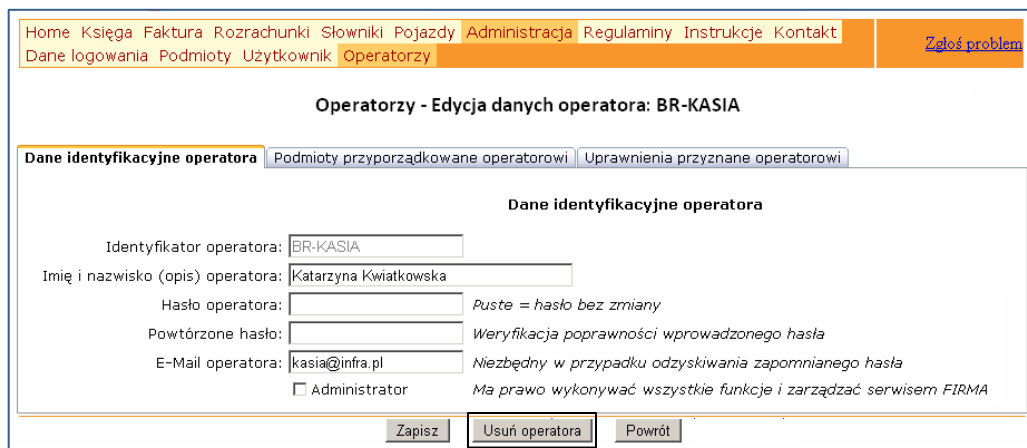 Home Księga Faktura Rozrachunki Słowniki Pojazdy Administracja Regulaminy Instrukcje Kontakt
Zgłoś problem
Dane logowania Podmioty Użytkownik Operatorzy
Operatorzy - Edycja danych operatora: BR-KASIA
Dane identyfikacyjne operatora Podmioty przyporządkowane operatorowi Uprawnienia przyznane operatorowi
Dane identyfikacyjne operatora
Identyfikator operatora: BR-KASIA
Imię i nazwisko (opis) operatora: Katarzyna Kwiatkowska
Hasło operatora: Puste = hasło bez zmiany
Powtórzone hasło: Weryfikacja poprawności wprowadzonego hasła
E-Mail operatora: kasia@infra.pl Niezbędny w przypadku odzyskiwania zapomnianego hasła
Administrator Ma prawo wykonywać wszystkie funkcje i zarządzać serwisem FIRMA
Zapisz Usuń operatora Powrót